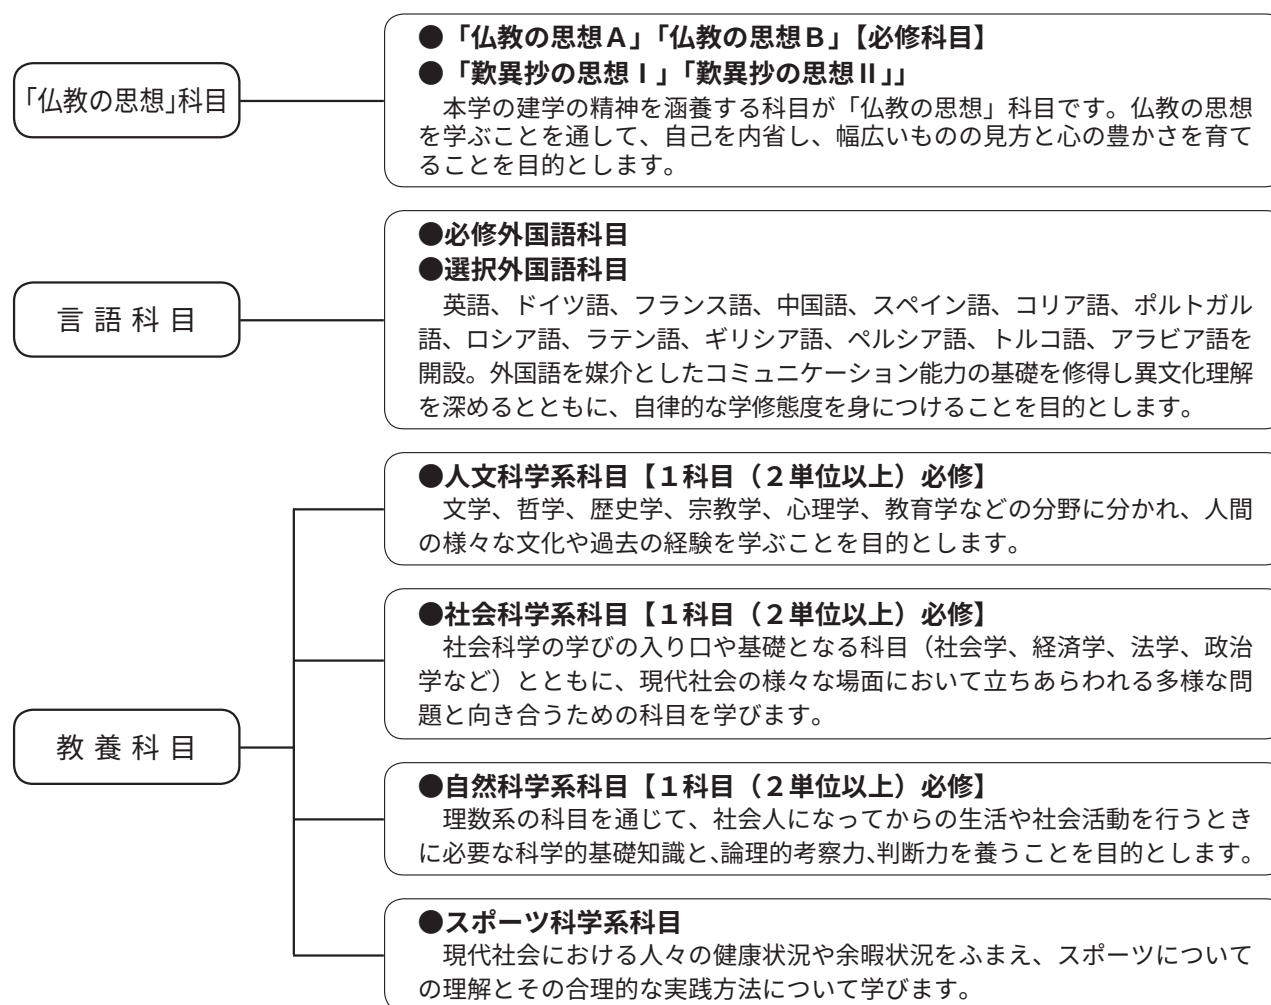 「仏教の思想」科目
●「仏教の思想A」「仏教の思想B」【必修科目】
●「歎異抄の思想Ⅰ」「歎異抄の思想Ⅱ」」
本学の建学の精神を涵養する科目が「仏教の思想」科目です。仏教の思想
を学ぶことを通して、自己を内省し、幅広いものの見方と心の豊かさを育て
ることを目的とします。
言語科目
●必修外国語科目
●選択外国語科目
英語、ドイツ語、フランス語、中国語、スペイン語、コリア語、ポルトガル
語、ロシア語、ラテン語、ギリシア語、ペルシア語、トルコ語、アラビア語を
開設。外国語を媒介としたコミュニケーション能力の基礎を修得し異文化理解
を深めるとともに、自律的な学修態度を身につけることを目的とします。
教養科目
●人文科学系科目【1科目（2単位以上）必修】
文学、哲学、歴史学、宗教学、心理学、教育学などの分野に分かれ、人間
の様々な文化や過去の経験を学ぶことを目的とします。
●社会科学系科目【1科目（2単位以上）必修】
社会科学の学びの入り口や基礎となる科目（社会学、経済学、法学、政治
学など）とともに、現代社会の様々な場面において立ちあらわれる多様な問
題と向き合うための科目を学びます。
●自然科学系科目【1科目（2単位以上）必修】
理数系の科目を通じて、社会人になってからの生活や社会活動を行うとき
に必要な科学的基礎知識と、論理的考察力、判断力を養うことを目的とします。
●スポーツ科学系科目
現代社会における人々の健康状況や余暇状況をふまえ、スポーツについて
の理解とその合理的な実践方法について学びます。